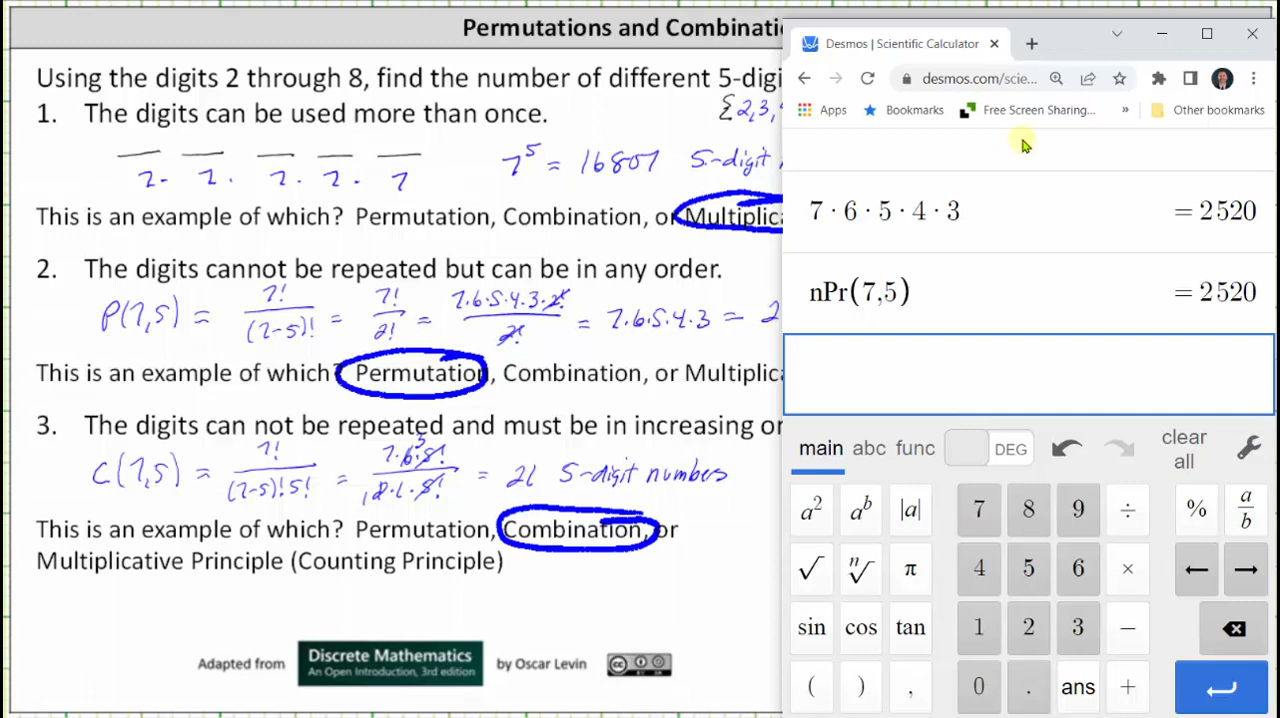 Permutations and Combinati
Using the digits 2 through 8, find the number of different 5-digi
1. The digits can be used more than once.
{2,3,
7 · 7 · 7 · 7 · 7
7^5 = 16807 5-digit
This is an example of which? Permutation, Combination, or Multiplica
2. The digits cannot be repeated but can be in any order.
P(7,5) = 7!/(7-5)! = 7!/2! = 7·6·5·4·3·2!/2! = 7·6·5·4·3 = 2
This is an example of which? Permutation, Combination, or Multiplica
3. The digits can not be repeated and must be in increasing or
C(7,5) = 7!/(7-5)!5! = 7·6·5!/2·1·5! = 21 5-digit numbers
3
1
This is an example of which? Permutation, Combination, or
Multiplicative Principle (Counting Principle)
Adapted from
Discrete Mathematics
An Open Introduction, 3rd edition
by Oscar Levin
cc
Desmos | Scientific Calculator
desmos.com/scie...
Apps Bookmarks Free Screen Sharing... » Other bookmarks
7 · 6 · 5 · 4 · 3 = 2520
nPr(7,5) = 2520
main abc func DEG clear all
a² aᵇ |a| 7 8 9 ÷ % a/b
√ ⁿ√ π 4 5 6 × ← →
sin cos tan 1 2 3 −
( ) , 0 . ans +